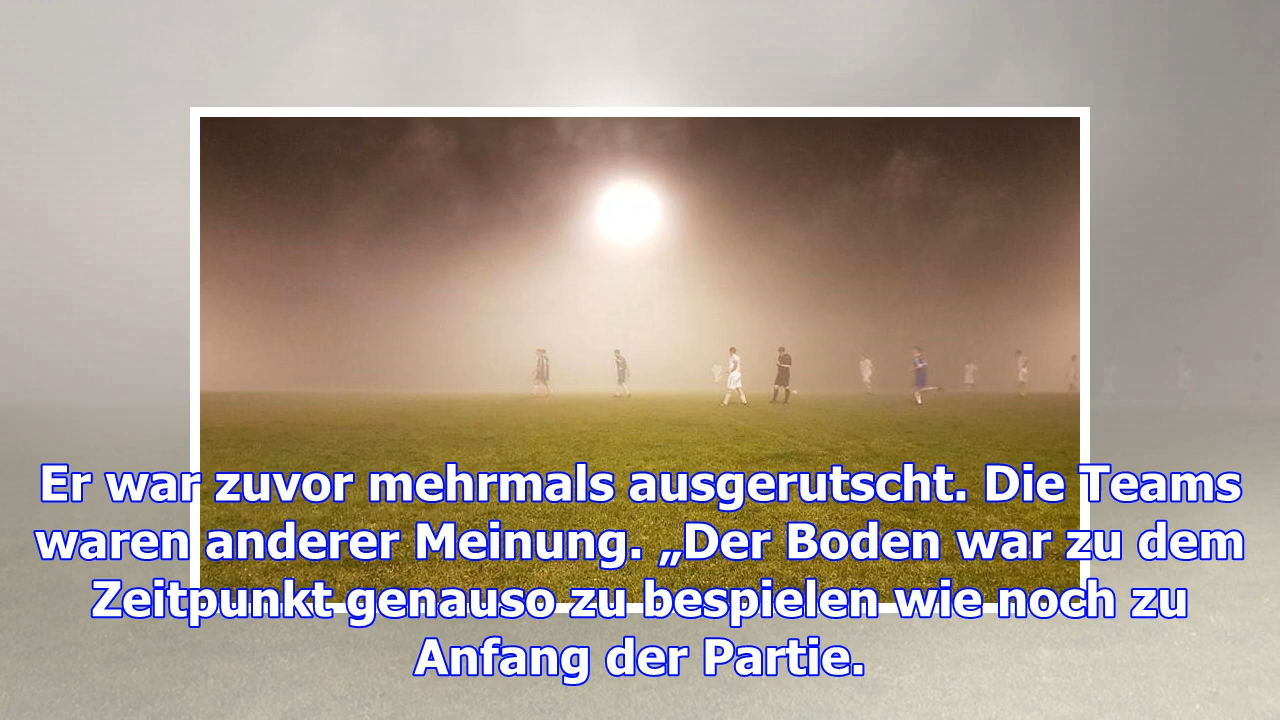 Er war zuvor mehrmals ausgerutscht. Die Teams
waren anderer Meinung. „Der Boden war zu dem
Zeitpunkt genauso zu bespielen wie noch zu
Anfang der Partie.